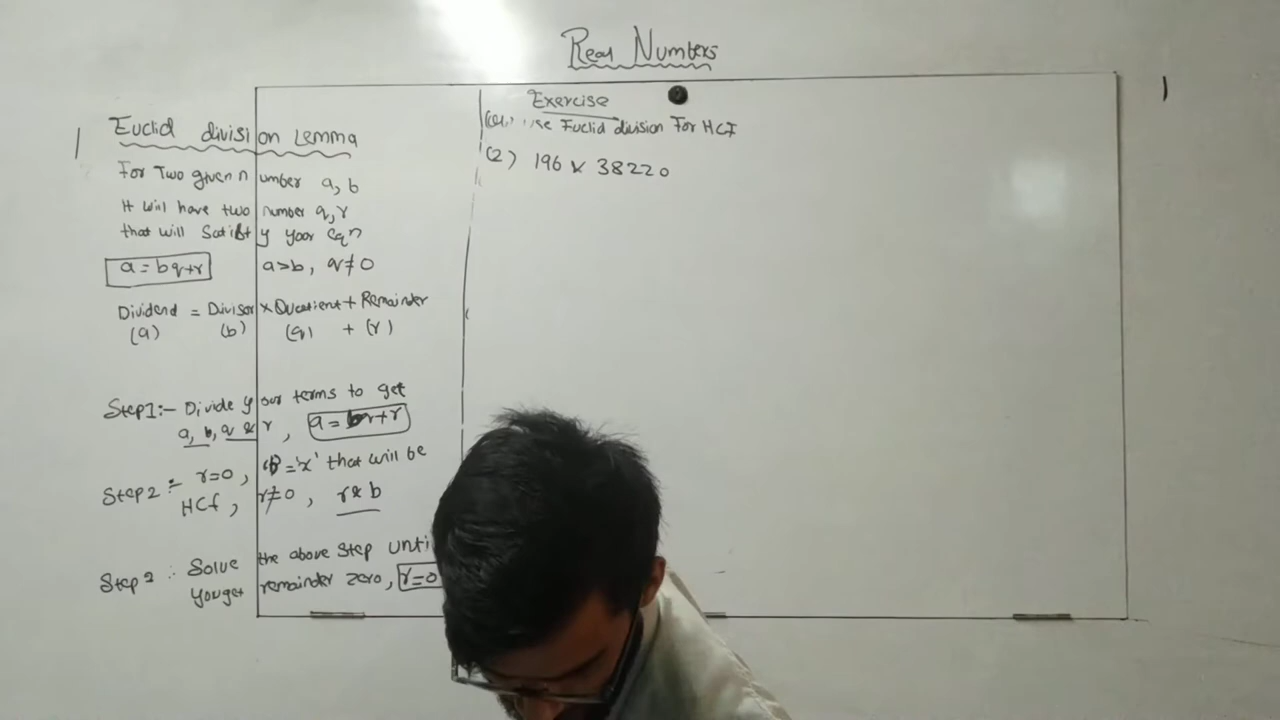 Real Numbers
Euclid division Lemma
For Two given number a, b
It will have two number q, r
that will Satisfy your eqn
a = bq+r a>b, q≠0
Dividend = Divisor × Quotient + Remainder
(a) (b) (q) + (r)
Step1:- Divide your terms to get
a, b, q & r , a = bq+r
Step2:- r=0, 'b'='x' that will be
HCf, r≠0, r & b
Solve the above Step until
you get remainder zero, r=0
Exercise
Euclid division For HCF
(2) 196 & 38220